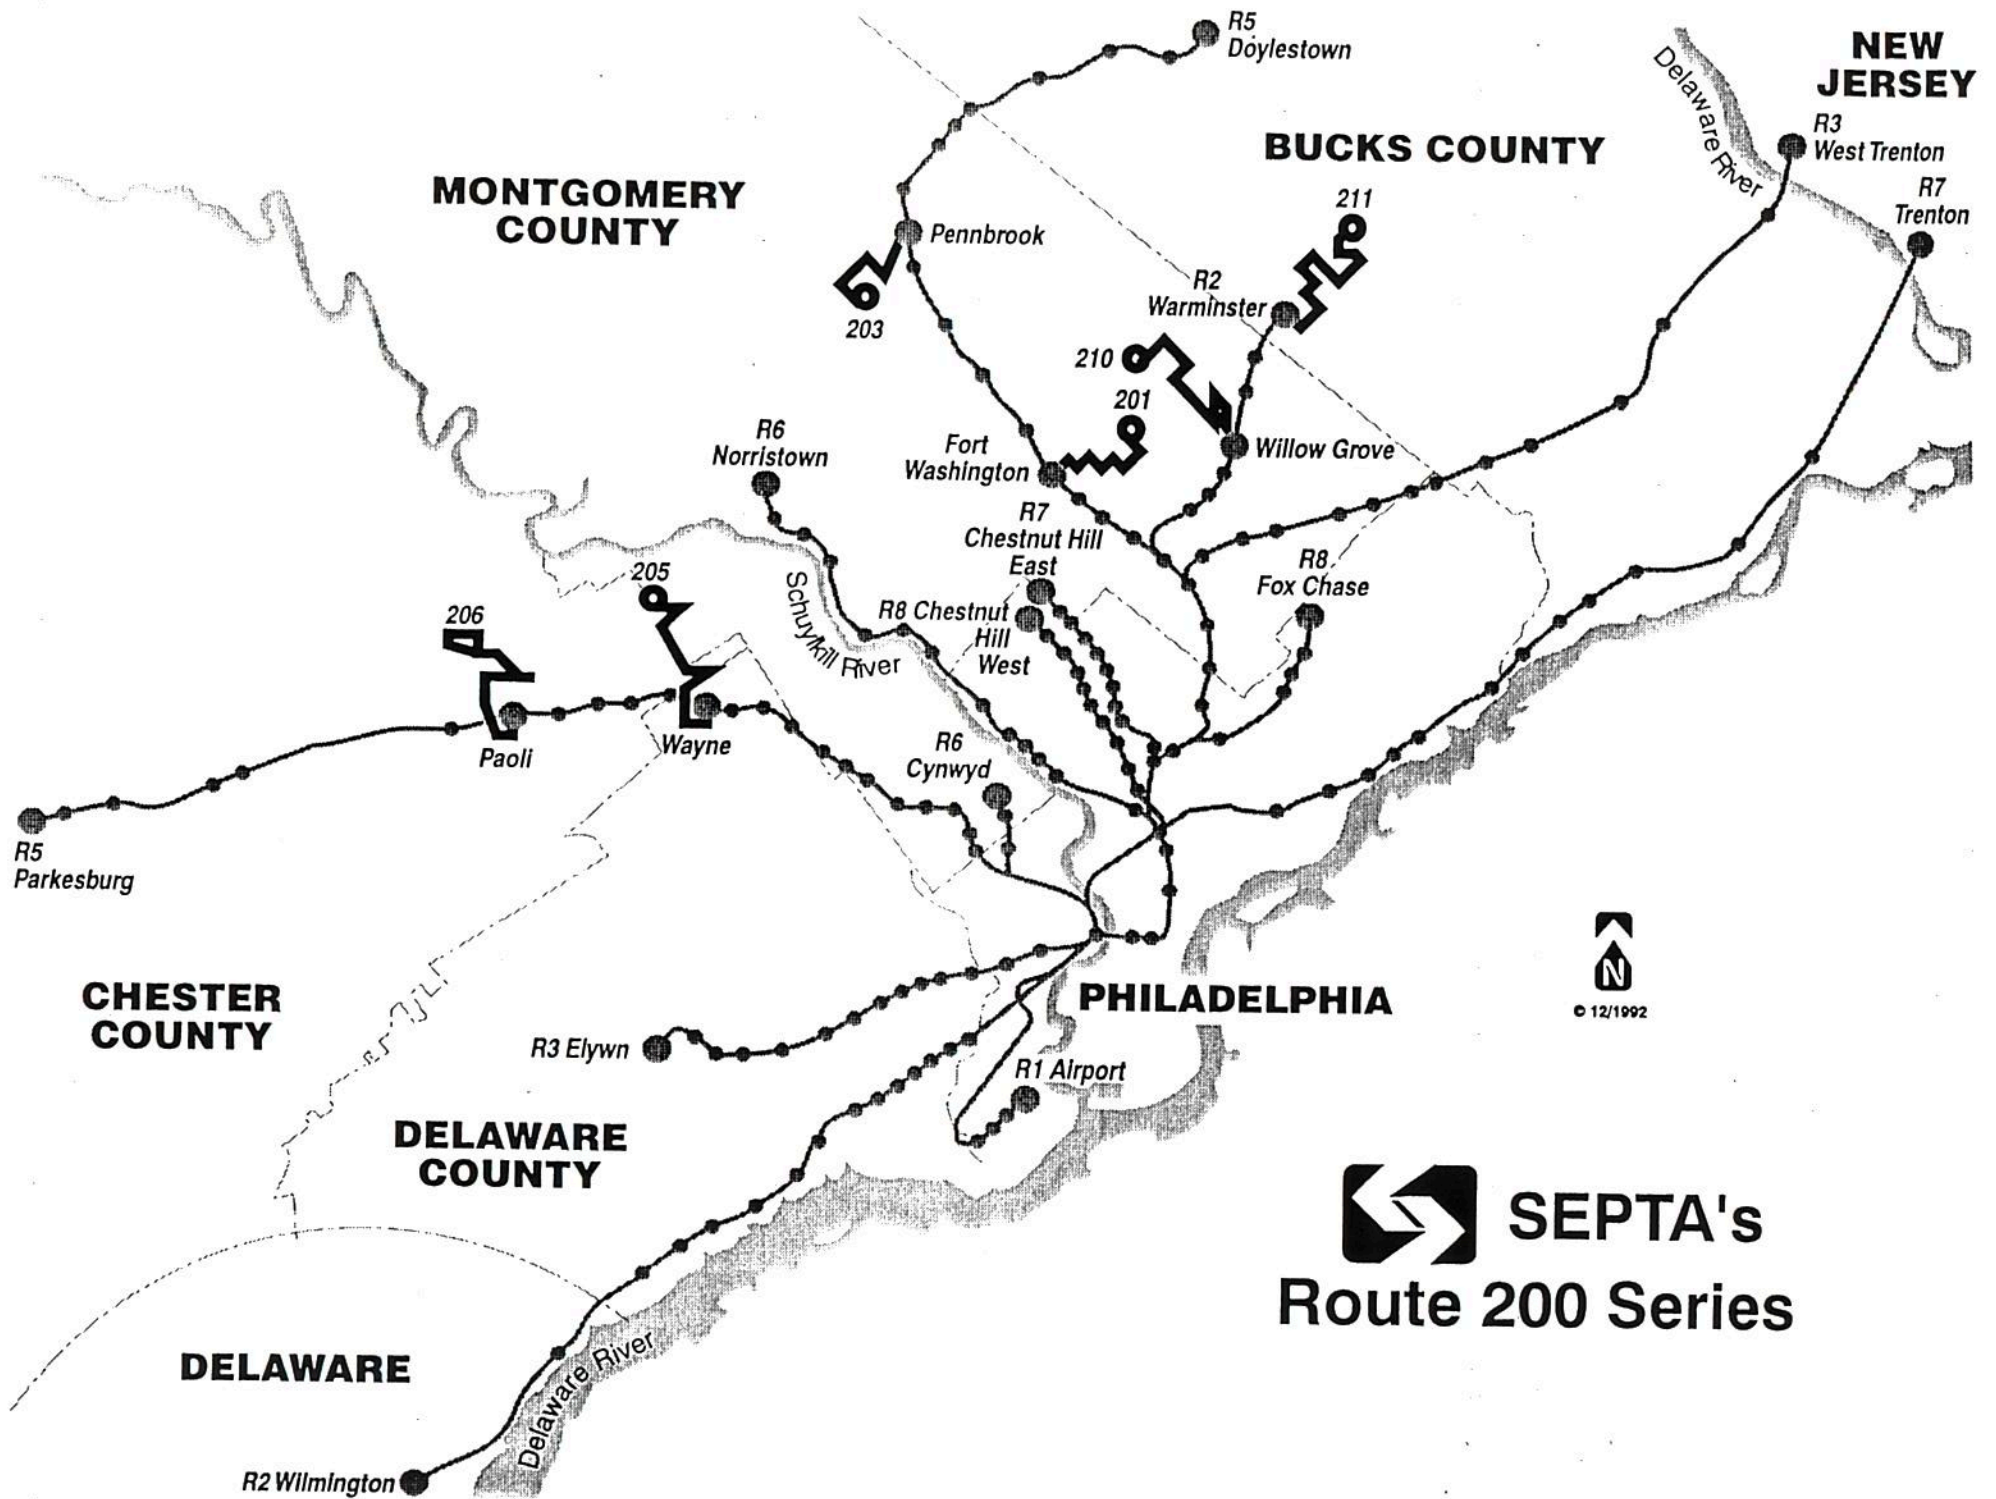 R5
Doylestown
NEW
JERSEY
Delaware River
R3
West Trenton
R7
Trenton
BUCKS COUNTY
MONTGOMERY
COUNTY
211
Pennbrook
203
R2
Warminster
210
201
R6
Norristown
Fort
Washington
Willow Grove
R7
Chestnut Hill
East
R8
Fox Chase
205
206
Schuylkill River
R8 Chestnut
Hill
West
Paoli
Wayne
R6
Cynwyd
R5
Parkesburg
N
© 12/1992
CHESTER
COUNTY
PHILADELPHIA
R3 Elywn
R1 Airport
DELAWARE
COUNTY
SEPTA's
Route 200 Series
DELAWARE
Delaware River
R2 Wilmington